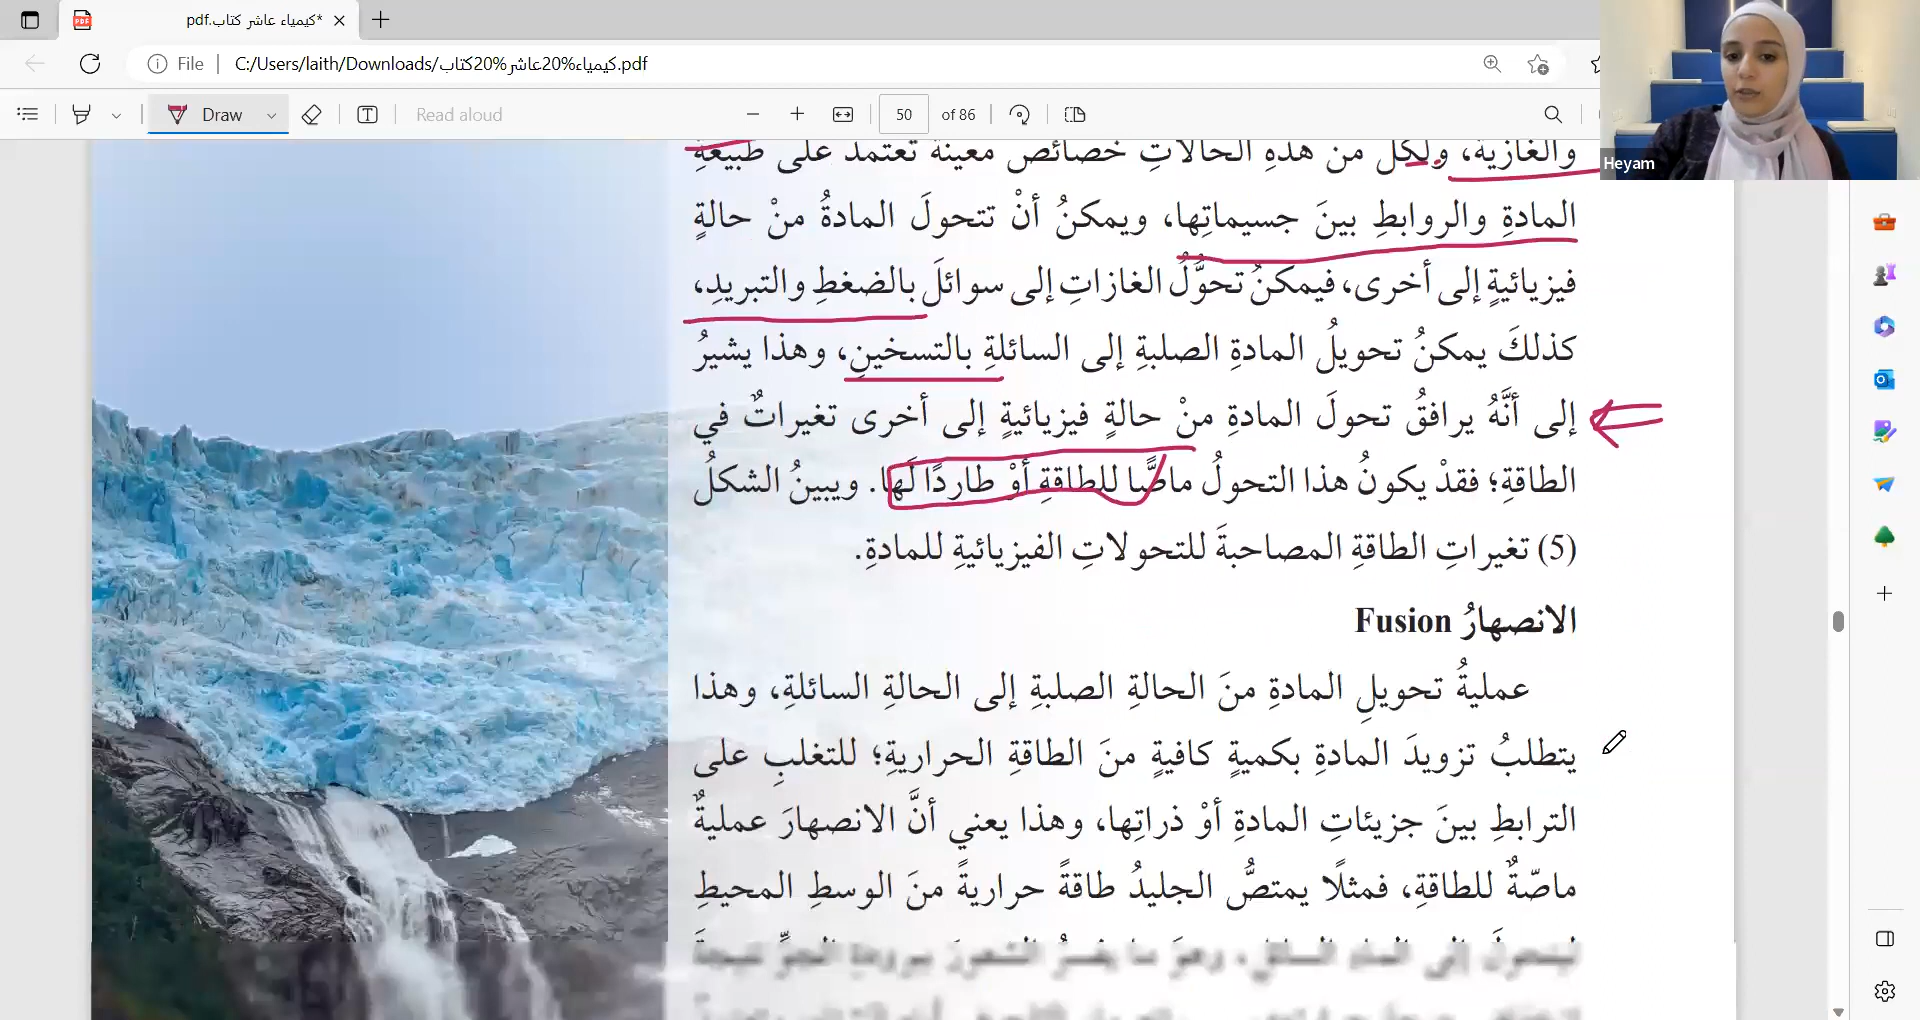 كيمياء عاشر كتاب.pdf*
File
C:/Users/laith/Downloads/كيمياء%20عاشر%20كتاب.pdf
Draw
Read aloud
50 of 86
Heyam
والغازيةِ، ولكلٍّ منْ هذهِ الحالاتِ خصائصُ معينةٌ تعتمدُ على طبيعةِ
المادةِ والروابطِ بينَ جسيماتِها، ويمكنُ أنْ تتحولَ المادةُ منْ حالةٍ
فيزيائيةٍ إلى أخرى، فيمكنُ تحوُّلُ الغازاتِ إلى سوائلَ بالضغطِ والتبريدِ،
كذلكَ يمكنُ تحويلُ المادةِ الصلبةِ إلى السائلةِ بالتسخينِ، وهذا يشيرُ
إلى أنَّهُ يرافقُ تحولَ المادةِ منْ حالةٍ فيزيائيةٍ إلى أخرى تغيراتٌ في
الطاقةِ؛ فقدْ يكونُ هذا التحولُ ماصًّا للطاقةِ أوْ طاردًا لَها. ويبينُ الشكلُ
(5) تغيراتِ الطاقةِ المصاحبةَ للتحولاتِ الفيزيائيةِ للمادةِ.
الانصهارُ Fusion
عمليةُ تحويلِ المادةِ منَ الحالةِ الصلبةِ إلى الحالةِ السائلةِ، وهذا
يتطلبُ تزويدَ المادةِ بكميةٍ كافيةٍ منَ الطاقةِ الحراريةِ؛ للتغلبِ على
الترابطِ بينَ جزيئاتِ المادةِ أوْ ذراتِها، وهذا يعني أنَّ الانصهارَ عمليةٌ
ماصّةٌ للطاقةِ، فمثلًا يمتصُّ الجليدُ طاقةً حراريةً منَ الوسطِ المحيطِ